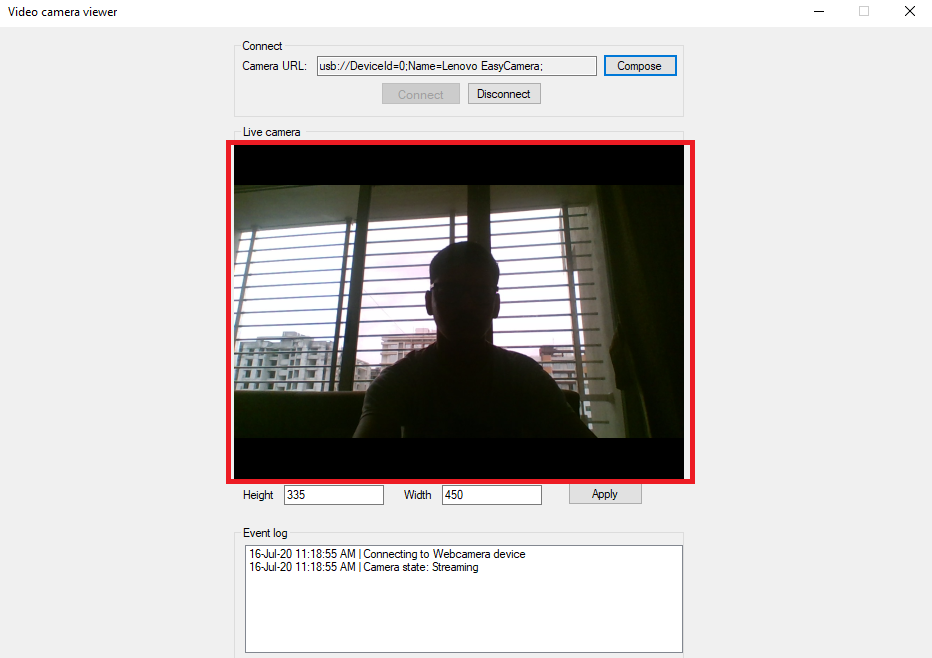 Video camera viewer
Connect
Camera URL: usb://DeviceId=0;Name=Lenovo EasyCamera; Compose
Connect Disconnect
Live camera
Height 335 Width 450 Apply
Event log
16-Jul-20 11:18:55 AM | Connecting to Webcamera device
16-Jul-20 11:18:55 AM | Camera state: Streaming